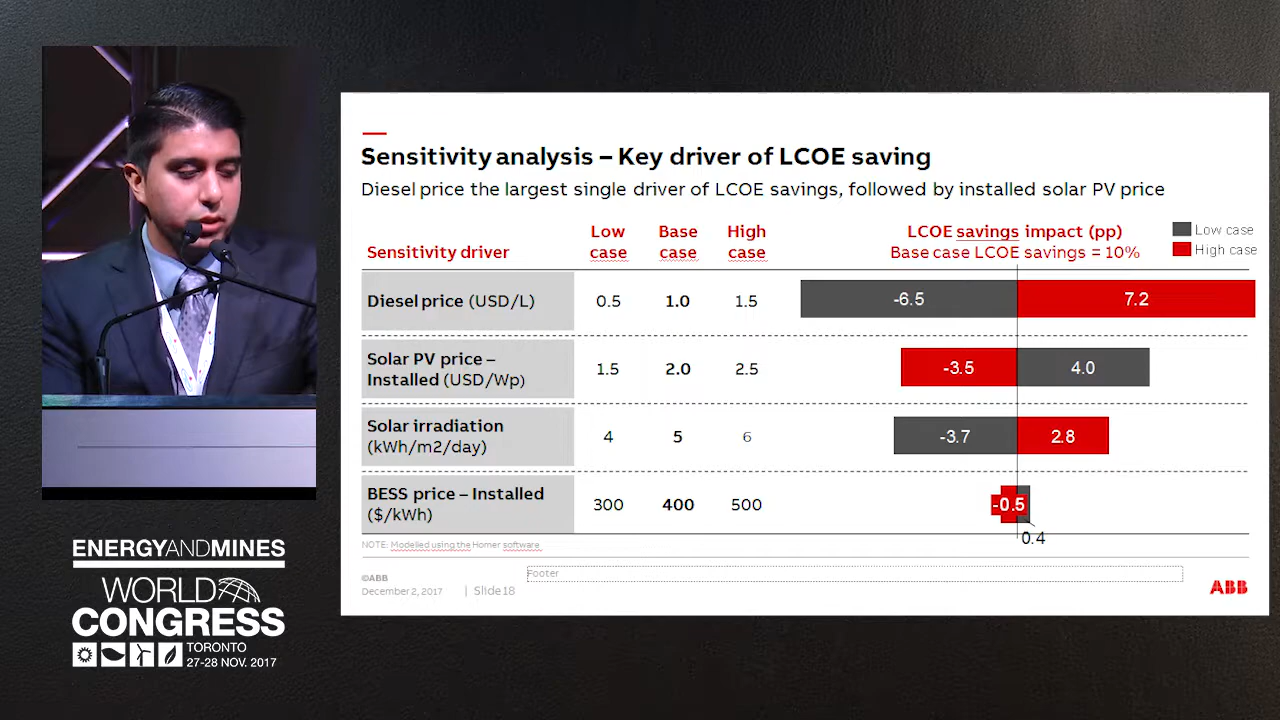 Sensitivity analysis – Key driver of LCOE saving
Diesel price the largest single driver of LCOE savings, followed by installed solar PV price
Sensitivity driver
Low case
Base case
High case
LCOE savings impact (pp)
Base case LCOE savings = 10%
Low case
High case
Diesel price (USD/L)
0.5
1.0
1.5
-6.5
7.2
Solar PV price –
Installed (USD/Wp)
1.5
2.0
2.5
-3.5
4.0
Solar irradiation
(kWh/m2/day)
4
5
6
-3.7
2.8
BESS price – Installed
($/kWh)
300
400
500
-0.5
0.4
NOTE: Modelled using the Homer software
©ABB
December 2, 2017
| Slide 18
Footer
ABB
ENERGYANDMINES
WORLD
CONGRESS
TORONTO
27-28 NOV. 2017